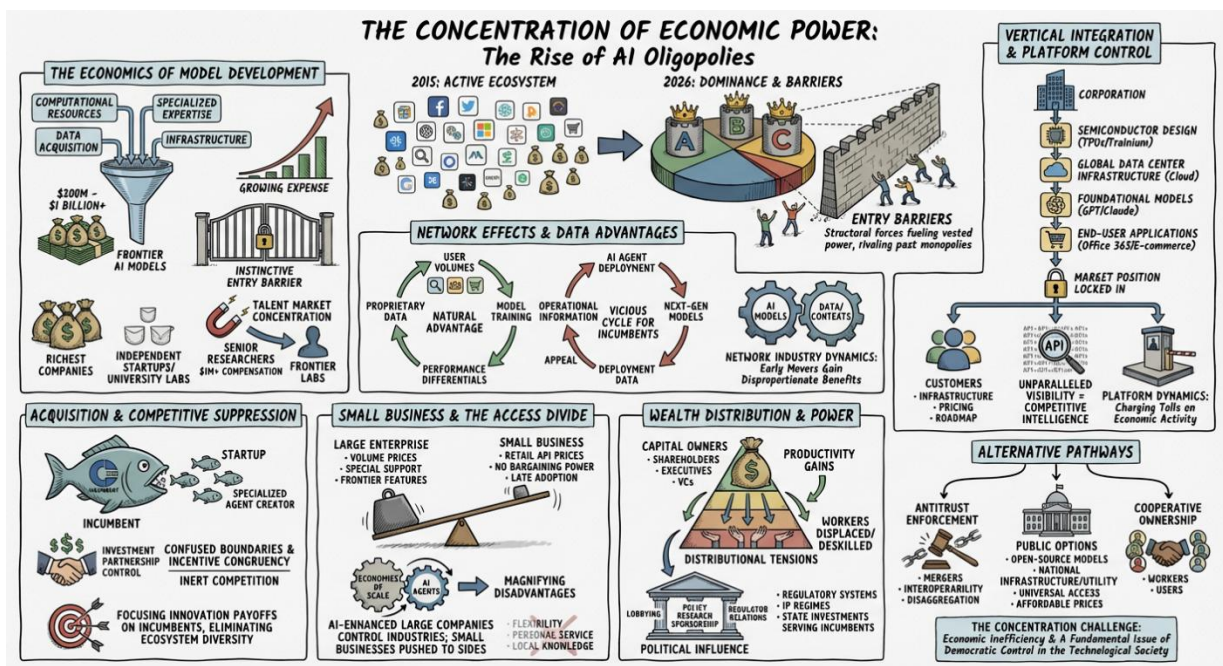 THE CONCENTRATION OF ECONOMIC POWER:
The Rise of AI Oligopolies
THE ECONOMICS OF MODEL DEVELOPMENT
COMPUTATIONAL
RESOURCES
SPECIALIZED
EXPERTISE
DATA
ACQUISITION
INFRASTRUCTURE
$200M -
$1 BILLION+
FRONTIER
AI MODELS
GROWING EXPENSE
INSTINCTIVE
ENTRY BARRIER
RICHEST
COMPANIES
INDEPENDENT
STARTUPS/
UNIVERSITY LABS
TALENT MARKET
CONCENTRATION
SENIOR
RESEARCHERS
$1M+ COMPENSATION
FRONTIER
LABS
2015: ACTIVE ECOSYSTEM
2026: DOMINANCE & BARRIERS
A
B
C
ENTRY BARRIERS
Structural forces fueling vested
power, rivaling past monopolies
NETWORK EFFECTS & DATA ADVANTAGES
USER
VOLUMES
PROPRIETARY
DATA
NATURAL
ADVANTAGE
MODEL
TRAINING
PERFORMANCE
DIFFERENTIALS
AI AGENT
DEPLOYMENT
OPERATIONAL
INFORMATION
VICIOUS
CYCLE FOR
INCUMBENTS
NEXT-GEN
MODELS
APPEAL
DEPLOYMENT
DATA
AI
MODELS
DATA/
CONTEXTS
NETWORK INDUSTRY DYNAMICS:
Early Mevers Gain
Disproportionate Benefits
VERTICAL INTEGRATION
& PLATFORM CONTROL
CORPORATION
SEMICONDUCTOR DESIGN
(TPUs/Trainium)
GLOBAL DATA CENTER
INFRASTRUCTURE (Cloud)
FOUNDATIONAL MODELS
(GPT/Claude)
END-USER APPLICATIONS
(Office 365/E-commerce)
MARKET POSITION
LOCKED IN
CUSTOMERS
• INFRASTRUCTURE
• PRICING
• ROADMAP
API
UNPARALLELED
VISIBILITY =
COMPETITIVE
INTELLIGENCE
PLATFORM DYNAMICS:
Charging Tolls on
Economic Activity
ACQUISITION & COMPETITIVE SUPPRESSION
STARTUP
SPECIALIZED
AGENT CREATOR
INCUMBENT
INVESTMENT
PARTNERSHIP
CONTROL
CONFUSED BOUNDARIES &
INCENTIVE CONGRUENCY
INERT COMPETITION
FOCUSING INNOVATION PAYOFFS
ON INCUMBENTS, ELIMINATING
ECOSYSTEM DIVERSITY
SMALL BUSINESS & THE ACCESS DIVIDE
LARGE ENTERPRISE
• VOLUME PRICES
• SPECIAL SUPPORT
• FRONTIER FEATURES
SMALL BUSINESS
• RETAIL API PRICES
• NO BARGAINING POWER
• LATE ADOPTION
ECONOMIES
OF
SCALE
AI
AGENTS
MAGNIFYING
DISADVANTAGES
AI-ENHANCED LARGE COMPANIES
CONTROL INDUSTRIES; SMALL
BUSINESSES PUSHED TO SIDES
• FLEXIBILITY
• PERSONAL SERVICE
• LOCAL KNOWLEDGE
WEALTH DISTRIBUTION & POWER
CAPITAL OWNERS
• SHAREHOLDERS
• EXECUTIVES
• VCs
PRODUCTIVITY
GAINS
WORKERS
DISPLACED/
DESKILLED
DISTRIBUTIONAL TENSIONS
LOBBYING
POLICY
RESEARCH
SPONSORSHIP
REGULATOR
RELATIONS
POLITICAL INFLUENCE
• REGULATORY SYSTEMS
• IP REGIMES
• STATE INVESTMENTS
SERVING INCUMBENTS
ALTERNATIVE PATHWAYS
ANTITRUST
ENFORCEMENT
• MERGERS
• INTEROPERABILITY
• DISAGGREGATION
PUBLIC OPTIONS
• OPEN-SOURCE MODELS
• NATIONAL
INFRASTRUCTURE/UTILITY
• UNIVERSAL ACCESS
• AFFORDABLE PRICES
COOPERATIVE
OWNERSHIP
• WORKERS
• USERS
THE CONCENTRATION CHALLENGE:
Economic Inefficiency & A Fundamental Issue of
Democratic Control in the Technological Society